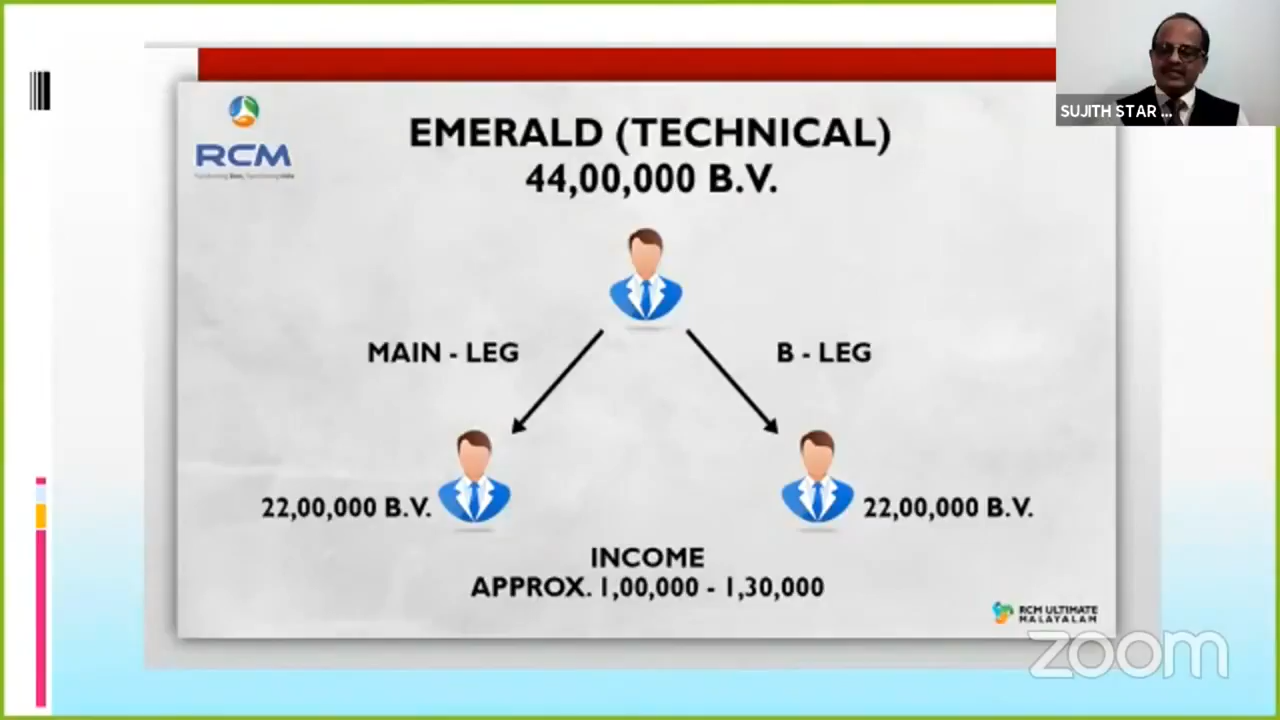 SUJITH STAR ...
RCM
EMERALD (TECHNICAL)
44,00,000 B.V.
MAIN - LEG
B - LEG
22,00,000 B.V.
22,00,000 B.V.
INCOME
APPROX. 1,00,000 - 1,30,000
RCM ULTIMATE
MALAYALAM
zoom